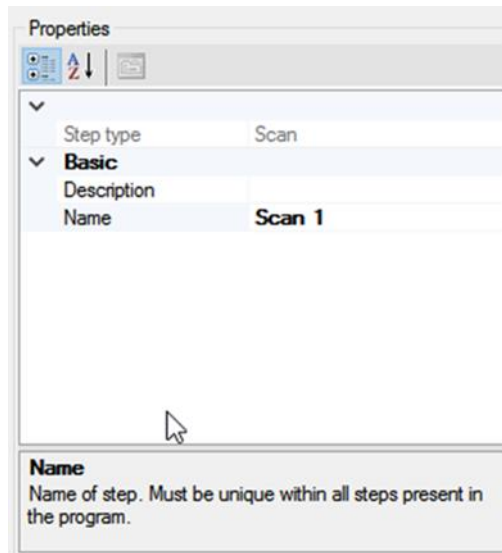 Properties
Step type Scan
Basic
Description
Name Scan 1
Name
Name of step. Must be unique within all steps present in
the program.